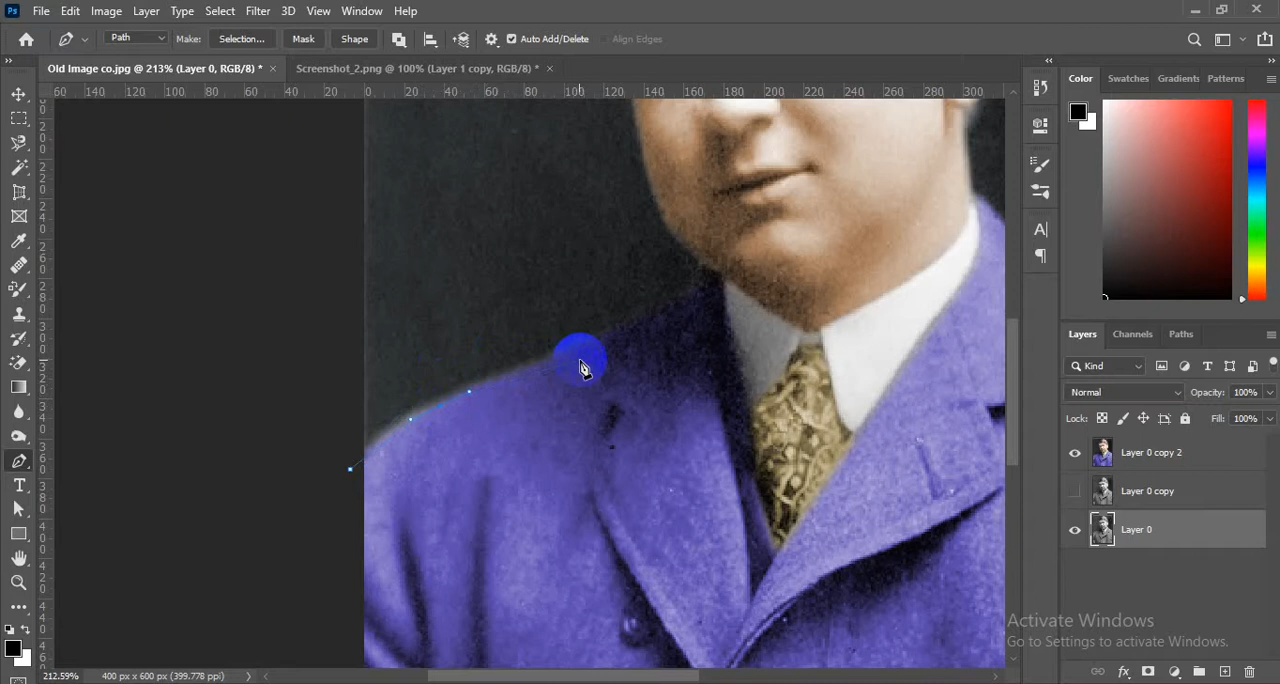 Ps File Edit Image Layer Type Select Filter 3D View Window Help
Path Make: Selection... Mask Shape Auto Add/Delete Align Edges
Old Image co.jpg @ 213% (Layer 0, RGB/8) * × Screenshot_2.png @ 100% (Layer 1 copy, RGB/8) * ×
60 140 120 100 80 60 40 20 0 20 40 60 80 100 120 140 160 180 200 220 240 260 280 300
Color Swatches Gradients Patterns
Layers Channels Paths
Kind
Normal Opacity: 100%
Lock: Fill: 100%
Layer 0 copy 2
Layer 0 copy
Layer 0
Activate Windows
Go to Settings to activate Windows.
212.59% 400 px x 600 px (399.777 ppi)